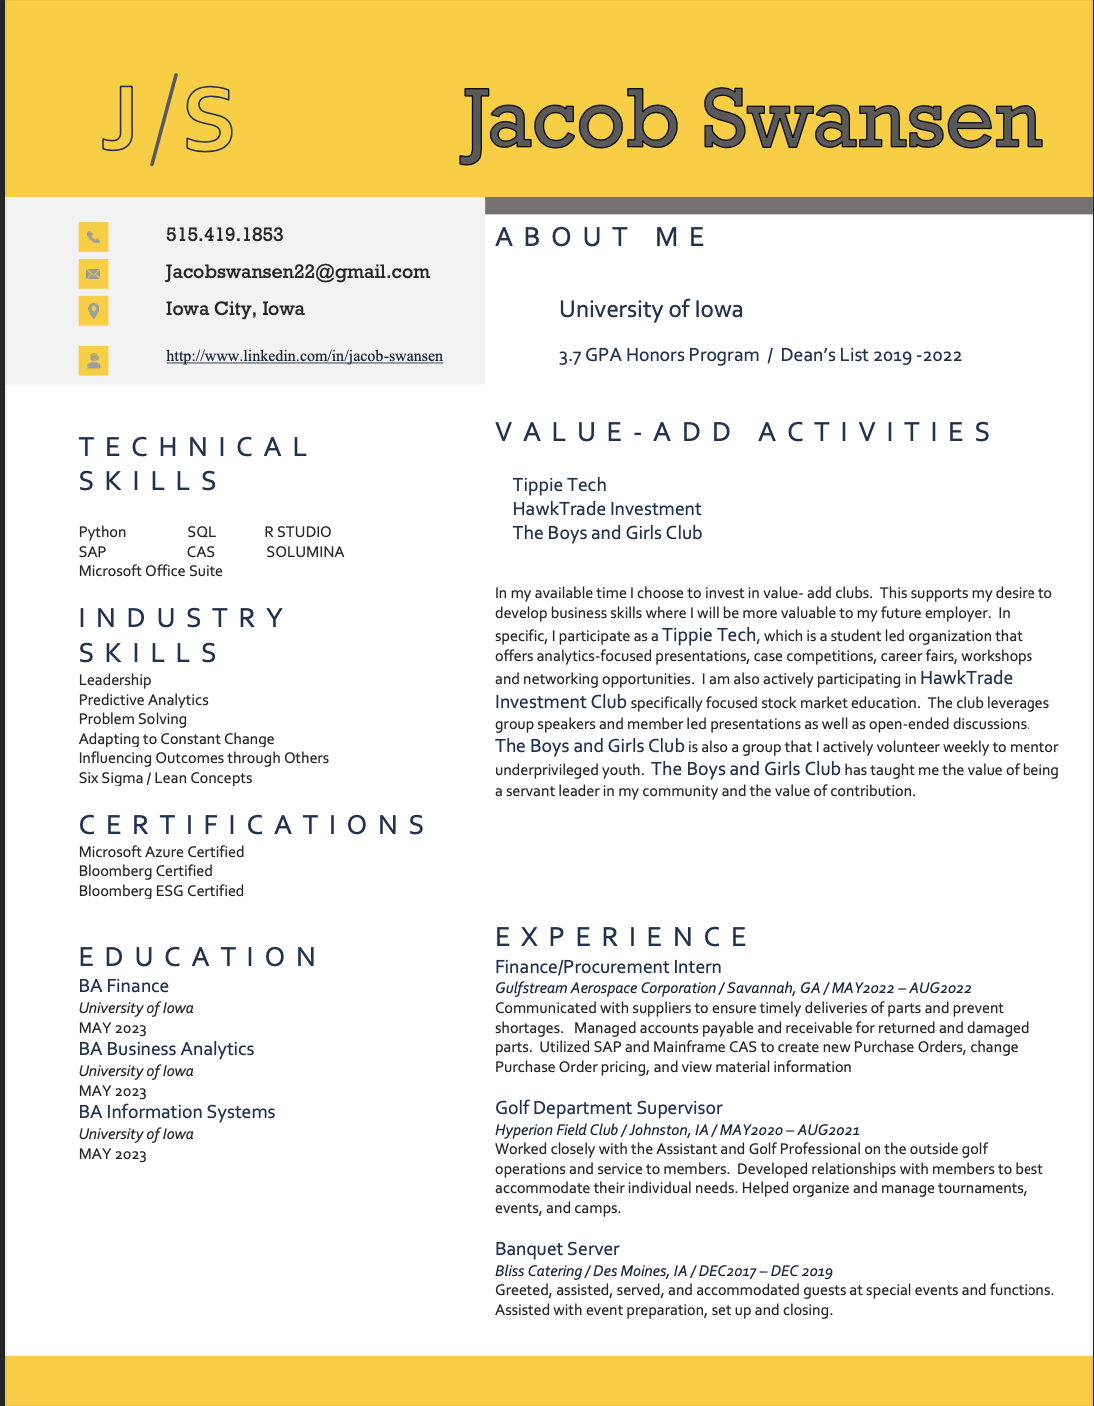 J/S
Jacob Swansen
515.419.1853
Jacobswansen22@gmail.com
Iowa City, Iowa
http://www.linkedin.com/in/jacob-swansen
TECHNICAL
SKILLS
Python SQL R STUDIO
SAP CAS SOLUMINA
Microsoft Office Suite
INDUSTRY
SKILLS
Leadership
Predictive Analytics
Problem Solving
Adapting to Constant Change
Influencing Outcomes through Others
Six Sigma / Lean Concepts
CERTIFICATIONS
Microsoft Azure Certified
Bloomberg Certified
Bloomberg ESG Certified
EDUCATION
BA Finance
University of Iowa
MAY 2023
BA Business Analytics
University of Iowa
MAY 2023
BA Information Systems
University of Iowa
MAY 2023
ABOUT ME
University of Iowa
3.7 GPA Honors Program / Dean's List 2019 -2022
VALUE-ADD ACTIVITIES
Tippie Tech
HawkTrade Investment
The Boys and Girls Club
In my available time I choose to invest in value- add clubs. This supports my desire to
develop business skills where I will be more valuable to my future employer. In
specific, I participate as a Tippie Tech, which is a student led organization that
offers analytics-focused presentations, case competitions, career fairs, workshops
and networking opportunities. I am also actively participating in HawkTrade
Investment Club specifically focused stock market education. The club leverages
group speakers and member led presentations as well as open-ended discussions.
The Boys and Girls Club is also a group that I actively volunteer weekly to mentor
underprivileged youth. The Boys and Girls Club has taught me the value of being
a servant leader in my community and the value of contribution.
EXPERIENCE
Finance/Procurement Intern
Gulfstream Aerospace Corporation / Savannah, GA / MAY2022 – AUG2022
Communicated with suppliers to ensure timely deliveries of parts and prevent
shortages. Managed accounts payable and receivable for returned and damaged
parts. Utilized SAP and Mainframe CAS to create new Purchase Orders, change
Purchase Order pricing, and view material information
Golf Department Supervisor
Hyperion Field Club / Johnston, IA / MAY2020 – AUG2021
Worked closely with the Assistant and Golf Professional on the outside golf
operations and service to members. Developed relationships with members to best
accommodate their individual needs. Helped organize and manage tournaments,
events, and camps.
Banquet Server
Bliss Catering / Des Moines, IA / DEC2017 – DEC 2019
Greeted, assisted, served, and accommodated guests at special events and functions.
Assisted with event preparation, set up and closing.